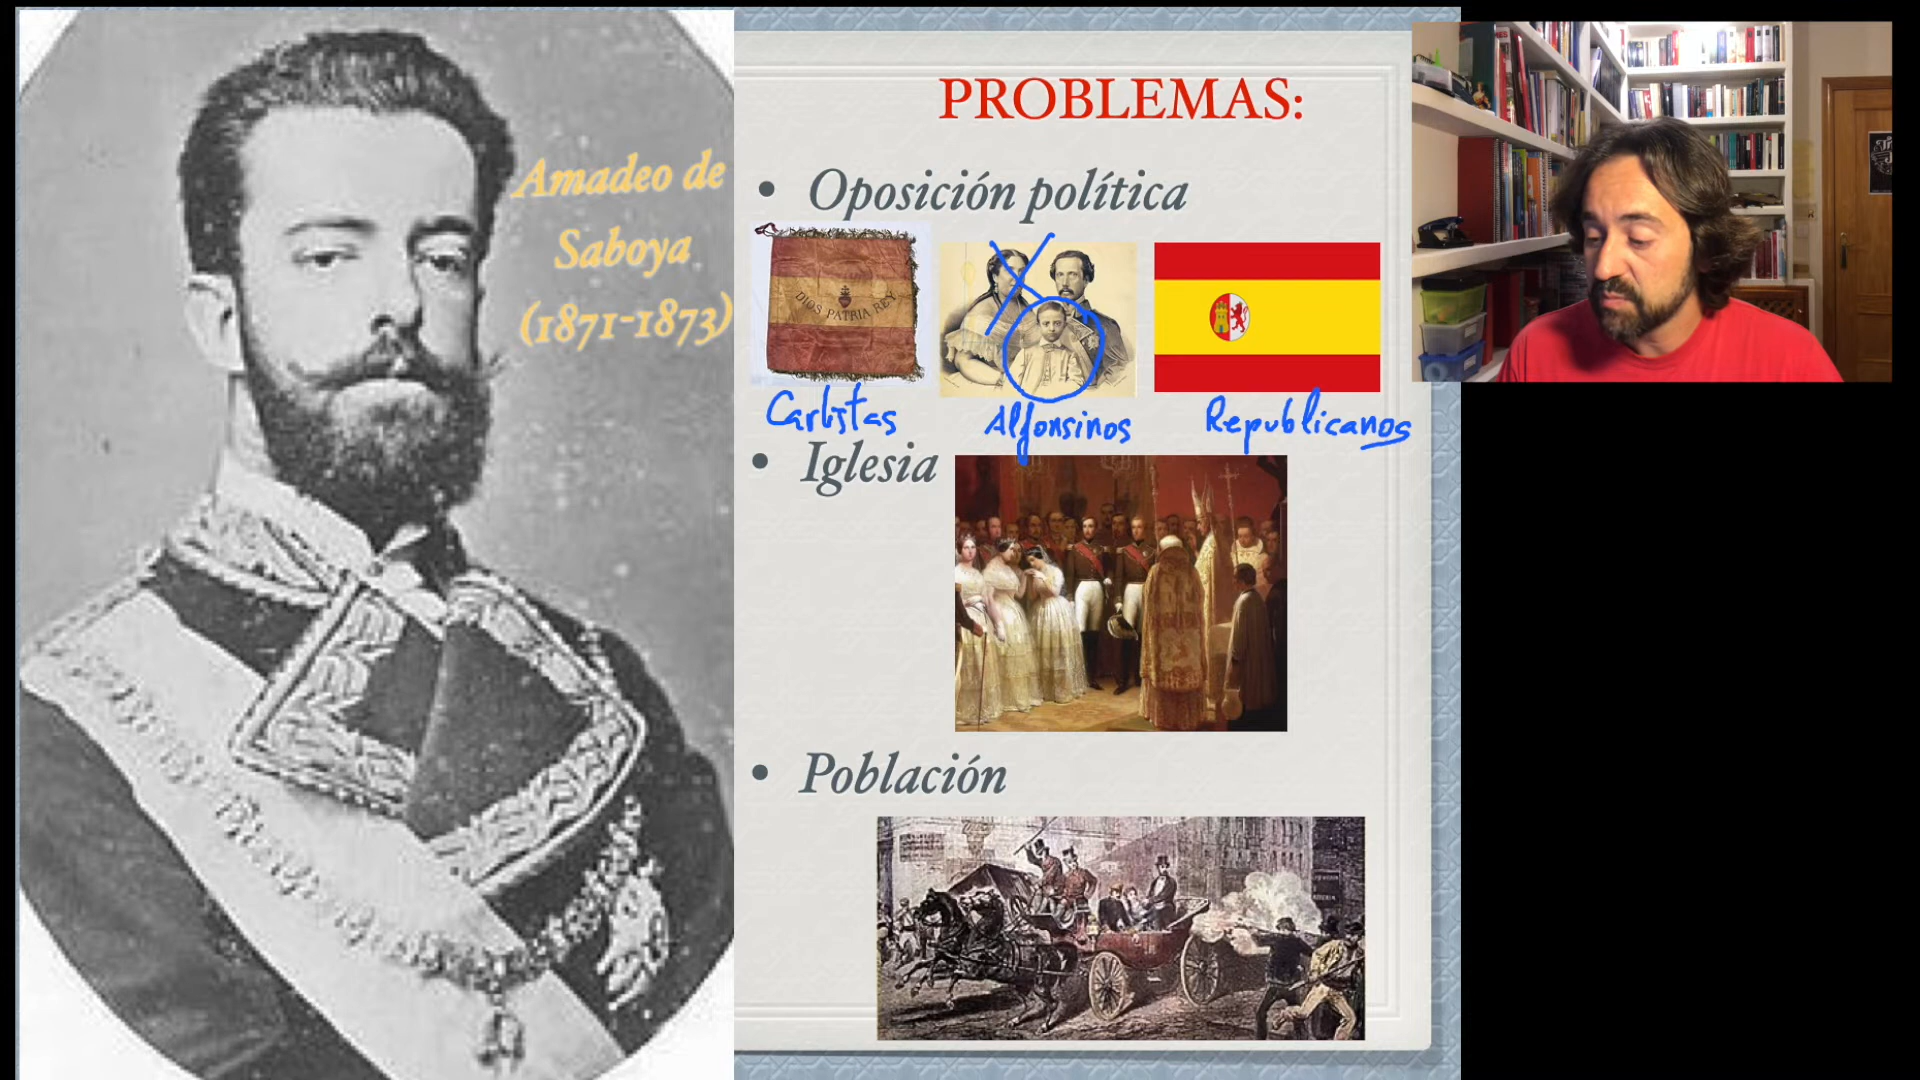 Amadeo de
Saboya
(1871-1873)
PROBLEMAS:
• Oposición política
DIOS PATRIA REY
Carlistas
Alfonsinos
Republicanos
• Iglesia
• Población